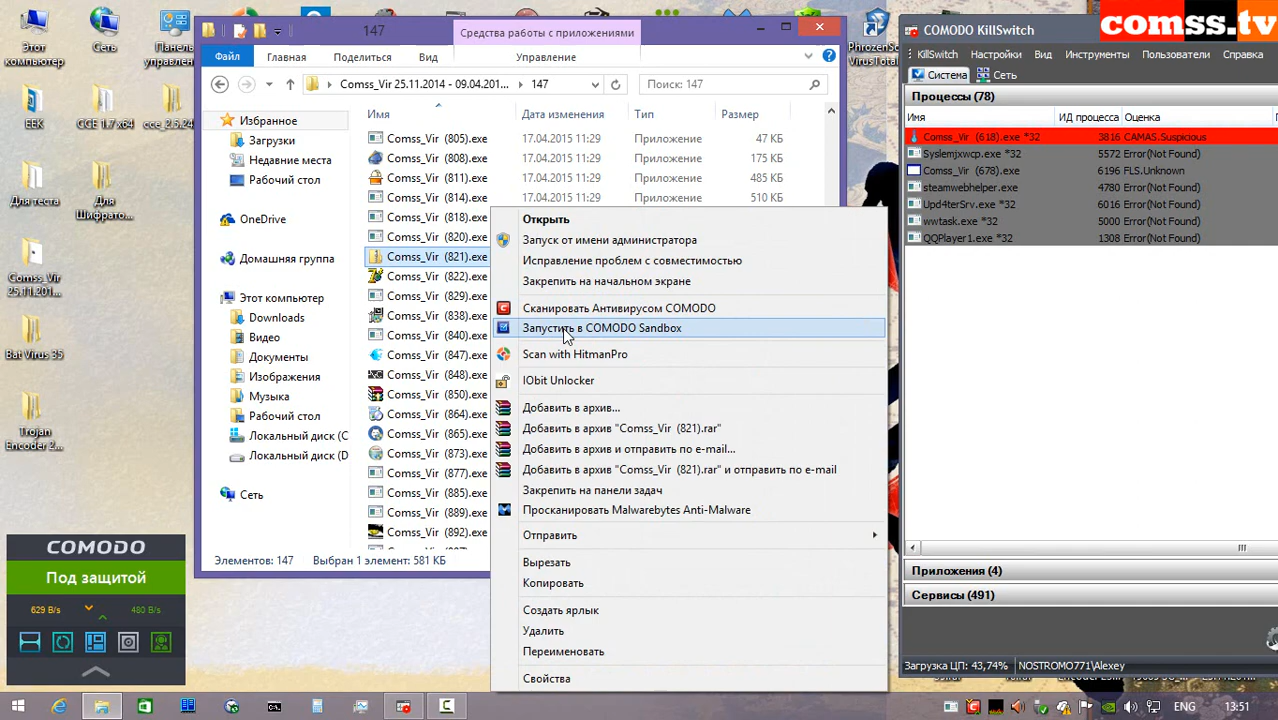 comss.tv
Этот компьютер
Сеть
Панель управлен
EEK
CCE 1.7 x64
cce_2.5.24
Для теста
Для Шифрато...
Comss_Vir 25.11.201...
Bat Virus 35
Trojan Encoder 2...
PhrozenS VirusTotal
147
Средства работы с приложениями
Файл
Главная
Поделиться
Вид
Управление
Comss_Vir 25.11.2014 - 09.04.201...
147
Поиск: 147
Имя
Дата изменения
Тип
Размер
Избранное
Загрузки
Недавние места
Рабочий стол
OneDrive
Домашняя группа
Этот компьютер
Downloads
Видео
Документы
Изображения
Музыка
Рабочий стол
Локальный диск (C
Локальный диск (D
Сеть
Comss_Vir (805).exe 17.04.2015 11:29 Приложение 47 КБ
Comss_Vir (808).exe 17.04.2015 11:29 Приложение 175 КБ
Comss_Vir (811).exe 17.04.2015 11:29 Приложение 485 КБ
Comss_Vir (814).exe 17.04.2015 11:29 Приложение 510 КБ
Comss_Vir (818).exe
Comss_Vir (820).exe
Comss_Vir (821).exe
Comss_Vir (822).exe
Comss_Vir (829).exe
Comss_Vir (838).exe
Comss_Vir (840).exe
Comss_Vir (847).exe
Comss_Vir (848).exe
Comss_Vir (850).exe
Comss_Vir (864).exe
Comss_Vir (865).exe
Comss_Vir (873).exe
Comss_Vir (877).exe
Comss_Vir (885).exe
Comss_Vir (889).exe
Comss_Vir (892).exe
Элементов: 147
Выбран 1 элемент: 581 КБ
Открыть
Запуск от имени администратора
Исправление проблем с совместимостью
Закрепить на начальном экране
Сканировать Антивирусом COMODO
Запустить в COMODO Sandbox
Scan with HitmanPro
IObit Unlocker
Добавить в архив...
Добавить в архив "Comss_Vir (821).rar"
Добавить в архив и отправить по e-mail...
Добавить в архив "Comss_Vir (821).rar" и отправить по e-mail
Закрепить на панели задач
Просканировать Malwarebytes Anti-Malware
Отправить
Вырезать
Копировать
Создать ярлык
Удалить
Переименовать
Свойства
COMODO KillSwitch
KillSwitch Настройки Вид Инструменты Пользователи Справка
Система
Сеть
Процессы (78)
Имя ИД процесса Оценка
Comss_Vir (618).exe *32 3816 CAMAS.Suspicious
Syslemjxwcp.exe *32 5572 Error(Not Found)
Comss_Vir (678).exe 6196 FLS.Unknown
steamwebhelper.exe 4780 Error(Not Found)
Upd4terSrv.exe *32 6016 Error(Not Found)
wwtask.exe *32 5000 Error(Not Found)
QQPlayer1.exe *32 1308 Error(Not Found)
Приложения (4)
Сервисы (491)
Загрузка ЦП: 43,74%
NOSTROMO771\Alexey
COMODO
Под защитой
629 B/s
480 B/s
ENG
13:51